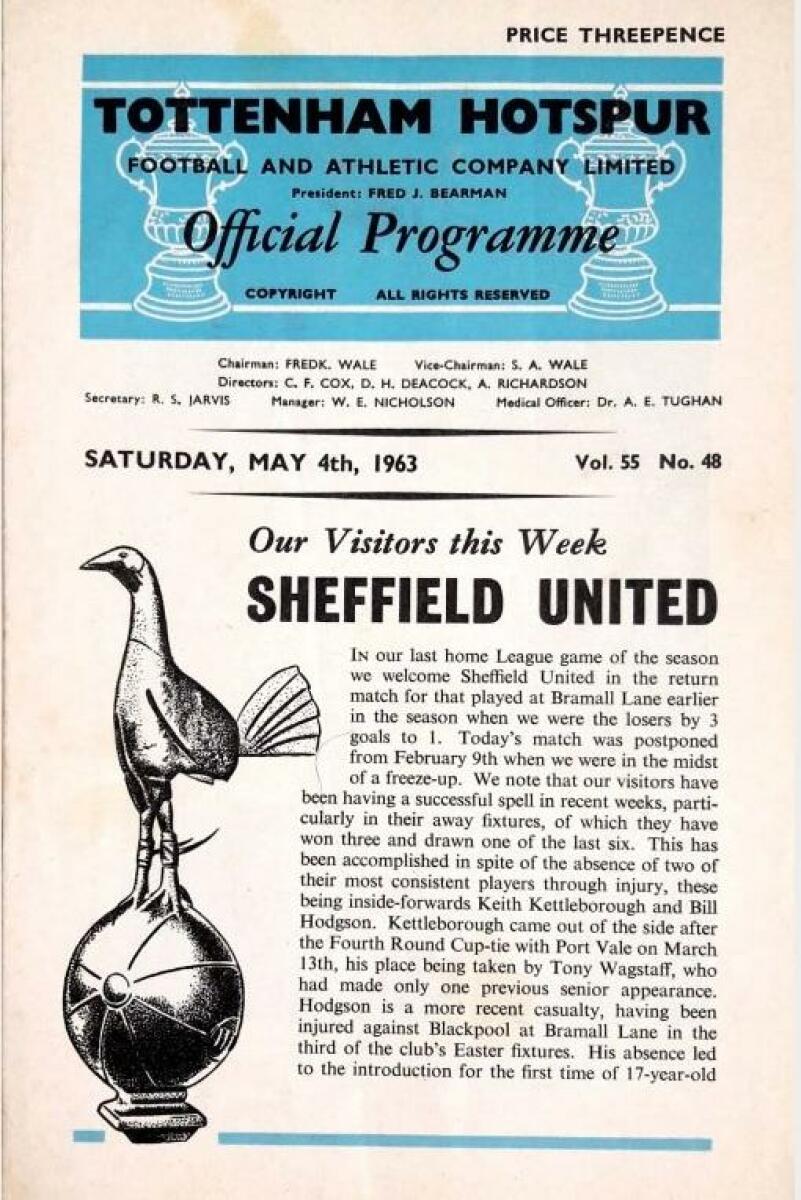 PRICE THREEPENCE
TOTTENHAM HOTSPUR
FOOTBALL AND ATHLETIC COMPANY LIMITED
President: FRED J. BEARMAN
Official Programme
COPYRIGHT ALL RIGHTS RESERVED
Chairman: FREDK. WALE Vice-Chairman: S. A. WALE
Directors: C. F. COX, D. H. DEACOCK, A. RICHARDSON
Secretary: R. S. JARVIS Manager: W. E. NICHOLSON Medical Officer: Dr. A. E. TUGHAN
SATURDAY, MAY 4th, 1963 Vol. 55 No. 48
Our Visitors this Week
SHEFFIELD UNITED
IN our last home League game of the season
we welcome Sheffield United in the return
match for that played at Bramall Lane earlier
in the season when we were the losers by 3
goals to 1. Today's match was postponed
from February 9th when we were in the midst
of a freeze-up. We note that our visitors have
been having a successful spell in recent weeks, parti-
cularly in their away fixtures, of which they have
won three and drawn one of the last six. This has
been accomplished in spite of the absence of two of
their most consistent players through injury, these
being inside-forwards Keith Kettleborough and Bill
Hodgson. Kettleborough came out of the side after
the Fourth Round Cup-tie with Port Vale on March
13th, his place being taken by Tony Wagstaff, who
had made only one previous senior appearance.
Hodgson is a more recent casualty, having been
injured against Blackpool at Bramall Lane in the
third of the club's Easter fixtures. His absence led
to the introduction for the first time of 17-year-old